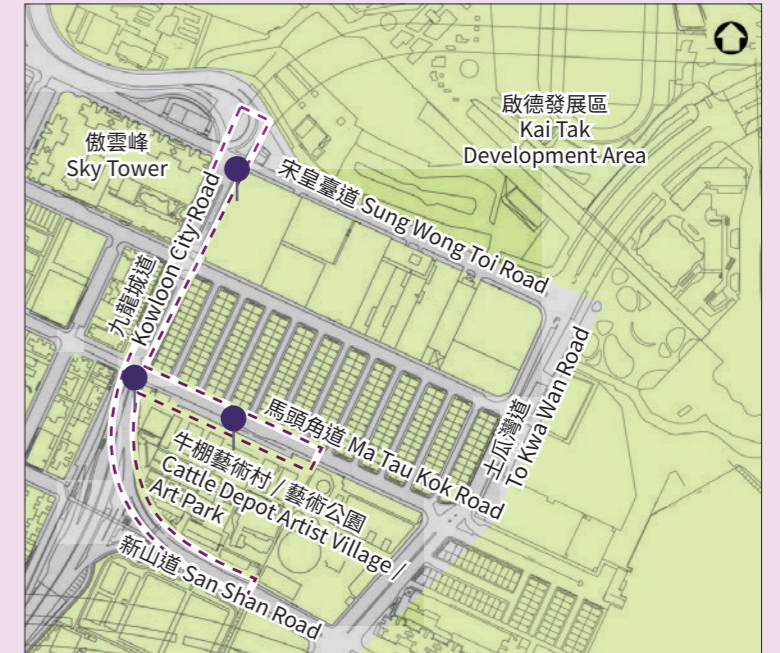 啟德發展區
Kai Tak
Development Area
傲雲峰
Sky Tower
宋皇臺道 Sung Wong Toi Road
九龍城道
Kowloon City Road
馬頭角道 Ma Tau Kok Road
土瓜灣道
To Kwa Wan Road
牛棚藝術村 / 藝術公園
Cattle Depot Artist Village /
Art Park
新山道 San Shan Road